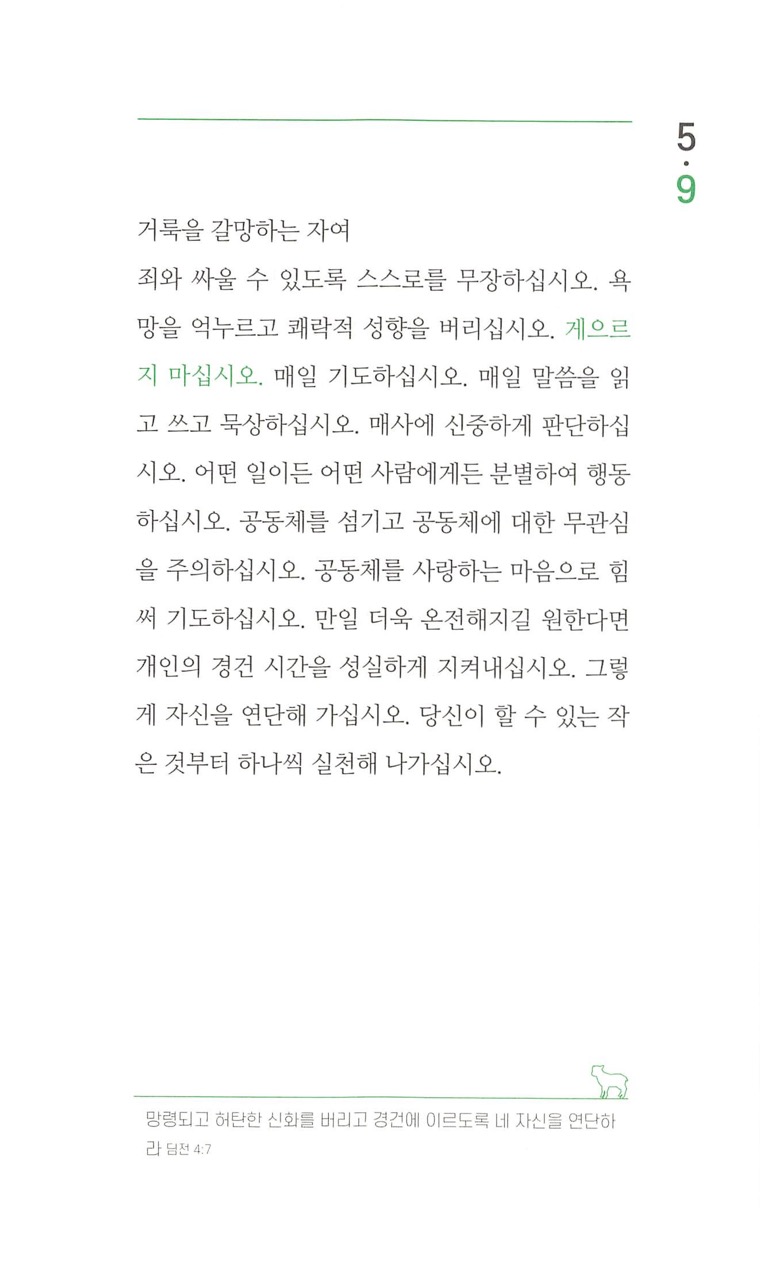 5
·
9
거룩을 갈망하는 자여
죄와 싸울 수 있도록 스스로를 무장하십시오. 욕
망을 억누르고 쾌락적 성향을 버리십시오. 게으르
지 마십시오. 매일 기도하십시오. 매일 말씀을 읽
고 쓰고 묵상하십시오. 매사에 신중하게 판단하십
시오. 어떤 일이든 어떤 사람에게든 분별하여 행동
하십시오. 공동체를 섬기고 공동체에 대한 무관심
을 주의하십시오. 공동체를 사랑하는 마음으로 힘
써 기도하십시오. 만일 더욱 온전해지길 원한다면
개인의 경건 시간을 성실하게 지켜내십시오. 그렇
게 자신을 연단해 가십시오. 당신이 할 수 있는 작
은 것부터 하나씩 실천해 나가십시오.
망령되고 허탄한 신화를 버리고 경건에 이르도록 네 자신을 연단하
라 딤전 4:7